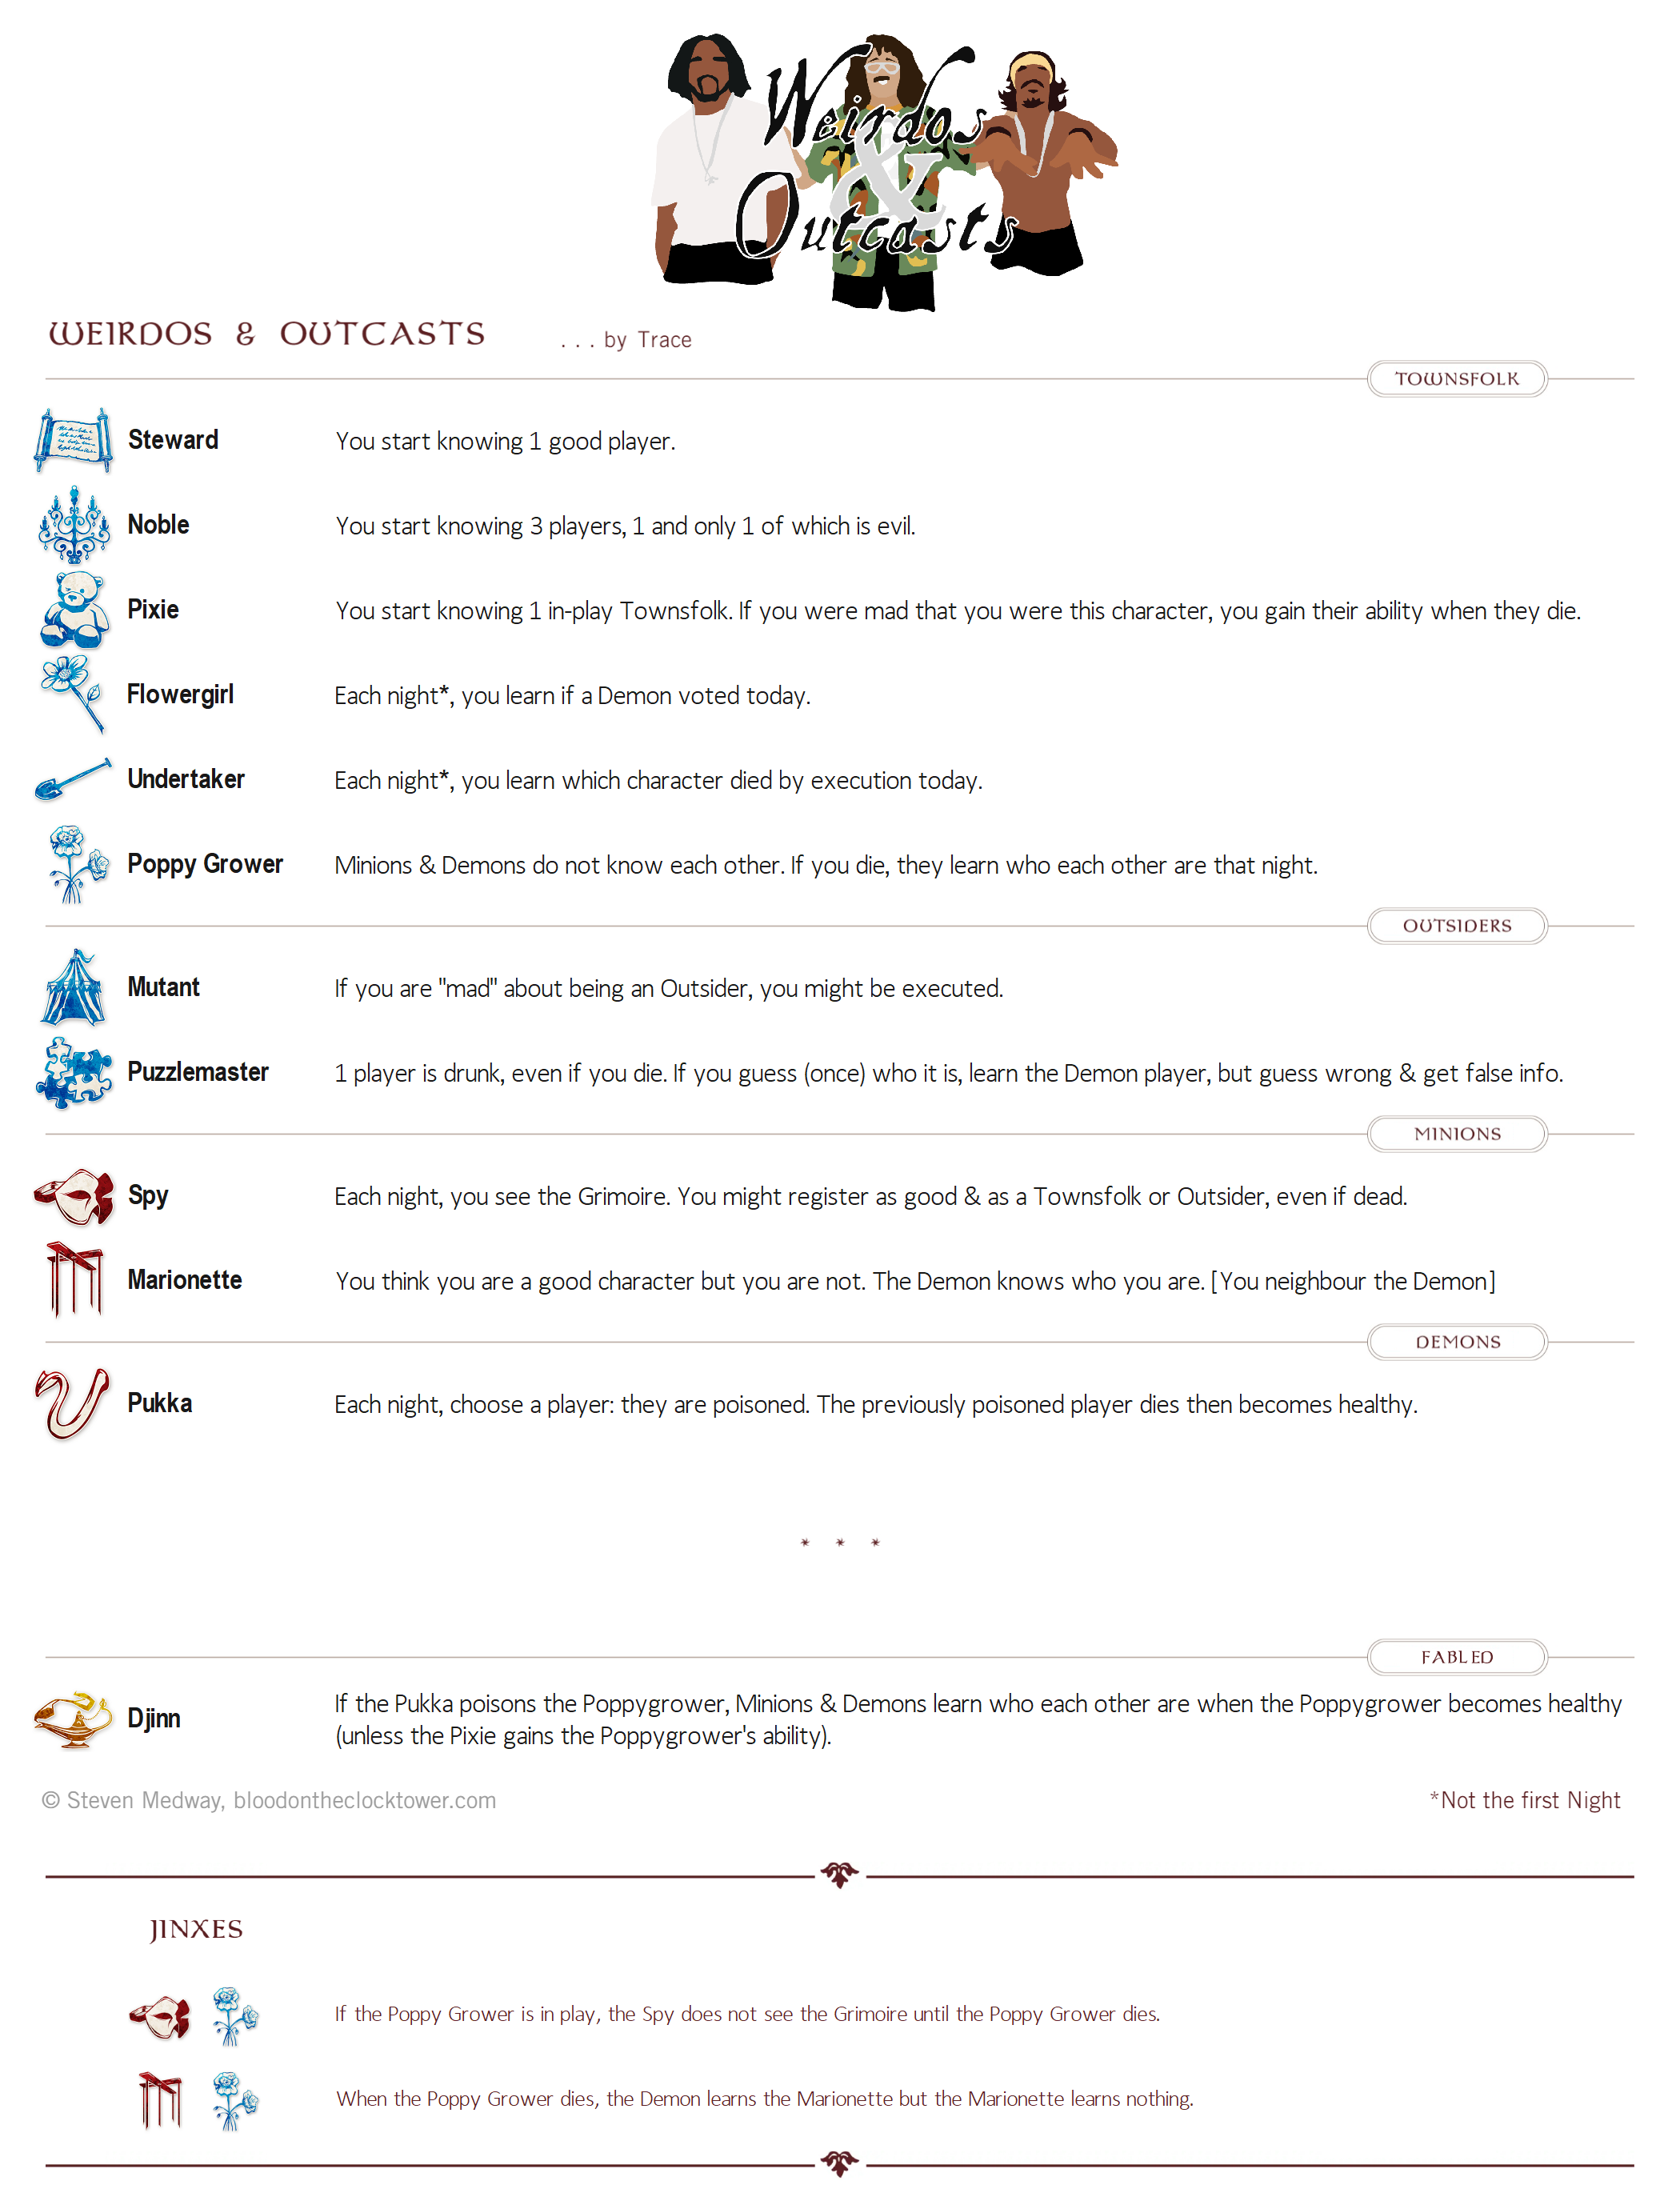 Weirdos
&
Outcasts
WEIRDOS & OUTCASTS ... by Trace
TOWNSFOLK
Steward You start knowing 1 good player.
Noble You start knowing 3 players, 1 and only 1 of which is evil.
Pixie You start knowing 1 in-play Townsfolk. If you were mad that you were this character, you gain their ability when they die.
Flowergirl Each night*, you learn if a Demon voted today.
Undertaker Each night*, you learn which character died by execution today.
Poppy Grower Minions & Demons do not know each other. If you die, they learn who each other are that night.
OUTSIDERS
Mutant If you are "mad" about being an Outsider, you might be executed.
Puzzlemaster 1 player is drunk, even if you die. If you guess (once) who it is, learn the Demon player, but guess wrong & get false info.
MINIONS
Spy Each night, you see the Grimoire. You might register as good & as a Townsfolk or Outsider, even if dead.
Marionette You think you are a good character but you are not. The Demon knows who you are. [You neighbour the Demon]
DEMONS
Pukka Each night, choose a player: they are poisoned. The previously poisoned player dies then becomes healthy.
* * *
FABLED
Djinn If the Pukka poisons the Poppygrower, Minions & Demons learn who each other are when the Poppygrower becomes healthy
(unless the Pixie gains the Poppygrower's ability).
© Steven Medway, bloodontheclocktower.com *Not the first Night
JINXES
If the Poppy Grower is in play, the Spy does not see the Grimoire until the Poppy Grower dies.
When the Poppy Grower dies, the Demon learns the Marionette but the Marionette learns nothing.